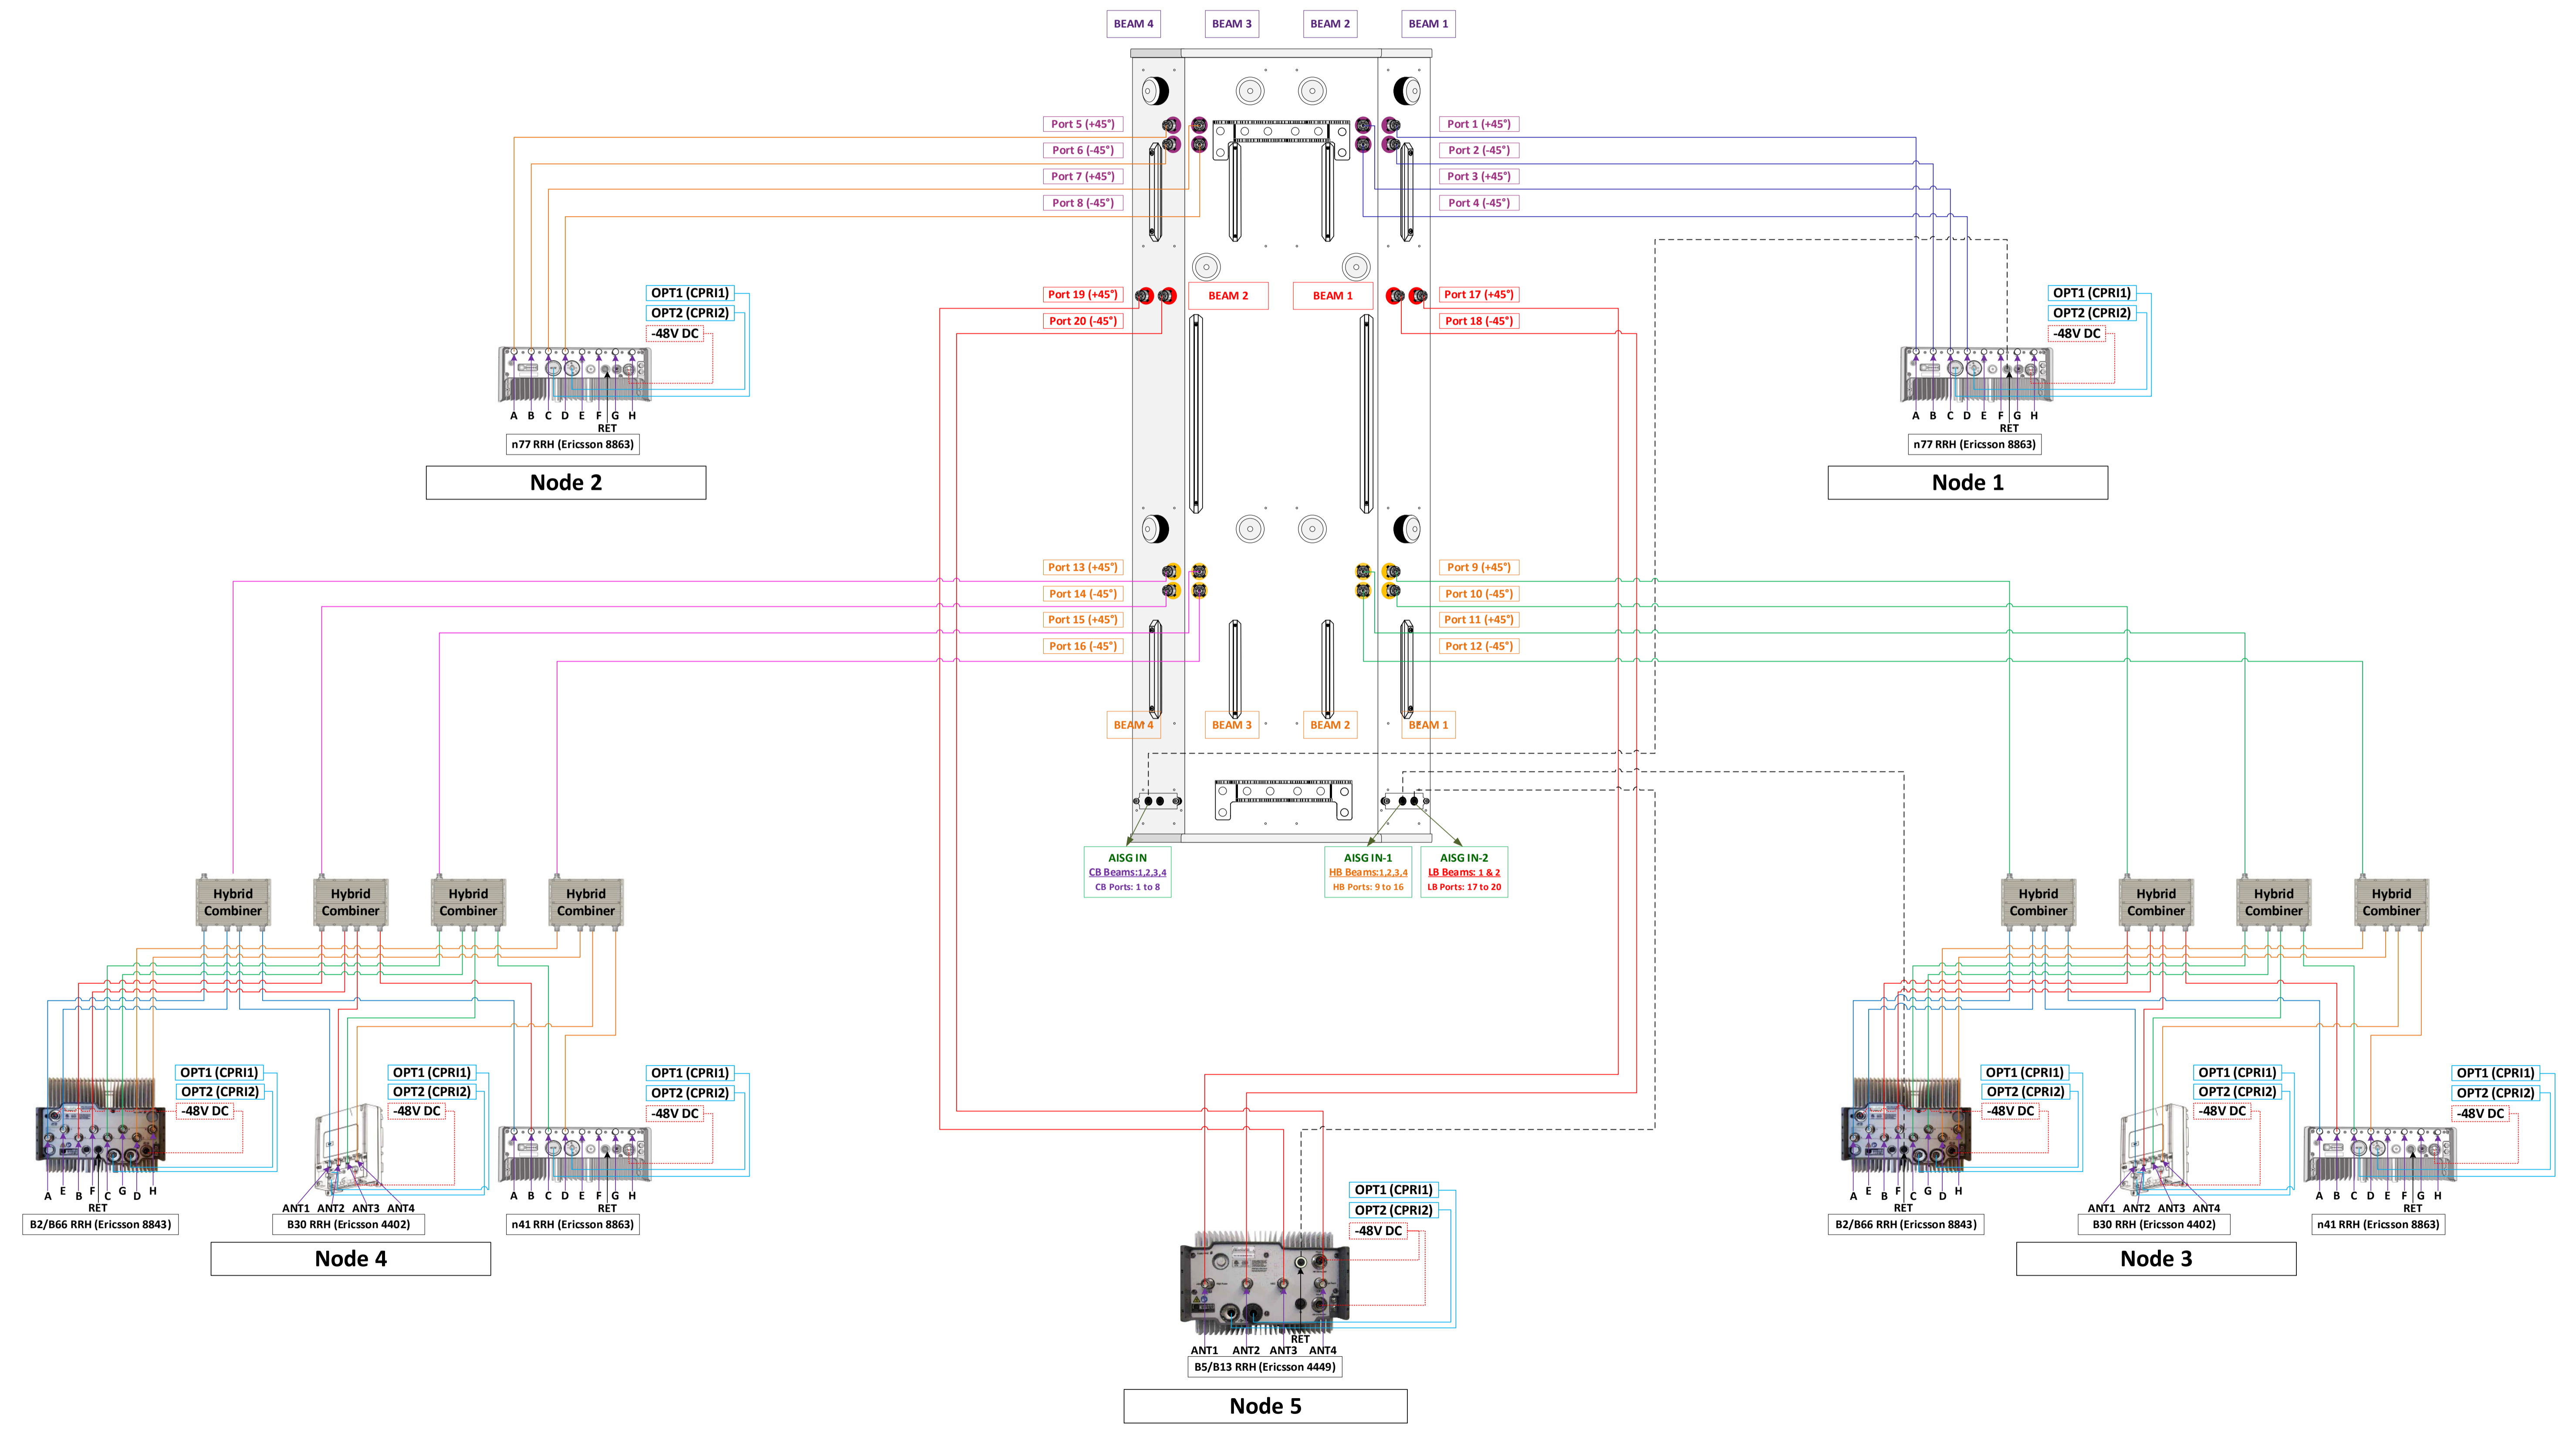 BEAM 4
BEAM 3
BEAM 2
BEAM 1
Port 5 (+45°)
Port 6 (-45°)
Port 7 (+45°)
Port 8 (-45°)
Port 1 (+45°)
Port 2 (-45°)
Port 3 (+45°)
Port 4 (-45°)
Port 19 (+45°)
Port 20 (-45°)
BEAM 2
BEAM 1
Port 17 (+45°)
Port 18 (-45°)
OPT1 (CPRI1)
OPT2 (CPRI2)
-48V DC
A B C D E F G H
RET
n77 RRH (Ericsson 8863)
Node 2
OPT1 (CPRI1)
OPT2 (CPRI2)
-48V DC
A B C D E F G H
RET
n77 RRH (Ericsson 8863)
Node 1
Port 13 (+45°)
Port 14 (-45°)
Port 15 (+45°)
Port 16 (-45°)
Port 9 (+45°)
Port 10 (-45°)
Port 11 (+45°)
Port 12 (-45°)
BEAM 4
BEAM 3
BEAM 2
BEAM 1
AISG IN
CB Beams:1,2,3,4
CB Ports: 1 to 8
AISG IN-1
HB Beams:1,2,3,4
HB Ports: 9 to 16
AISG IN-2
LB Beams: 1 & 2
LB Ports: 17 to 20
Hybrid
Combiner
Hybrid
Combiner
Hybrid
Combiner
Hybrid
Combiner
Hybrid
Combiner
Hybrid
Combiner
Hybrid
Combiner
Hybrid
Combiner
OPT1 (CPRI1)
OPT2 (CPRI2)
-48V DC
A E B F C G D H
RET
B2/B66 RRH (Ericsson 8843)
OPT1 (CPRI1)
OPT2 (CPRI2)
-48V DC
ANT1 ANT2 ANT3 ANT4
B30 RRH (Ericsson 4402)
OPT1 (CPRI1)
OPT2 (CPRI2)
-48V DC
A B C D E F G H
RET
n41 RRH (Ericsson 8863)
Node 4
OPT1 (CPRI1)
OPT2 (CPRI2)
-48V DC
RET
ANT1 ANT2 ANT3 ANT4
B5/B13 RRH (Ericsson 4449)
Node 5
OPT1 (CPRI1)
OPT2 (CPRI2)
-48V DC
A E B F C G D H
RET
B2/B66 RRH (Ericsson 8843)
OPT1 (CPRI1)
OPT2 (CPRI2)
-48V DC
ANT1 ANT2 ANT3 ANT4
B30 RRH (Ericsson 4402)
OPT1 (CPRI1)
OPT2 (CPRI2)
-48V DC
A B C D E F G H
RET
n41 RRH (Ericsson 8863)
Node 3